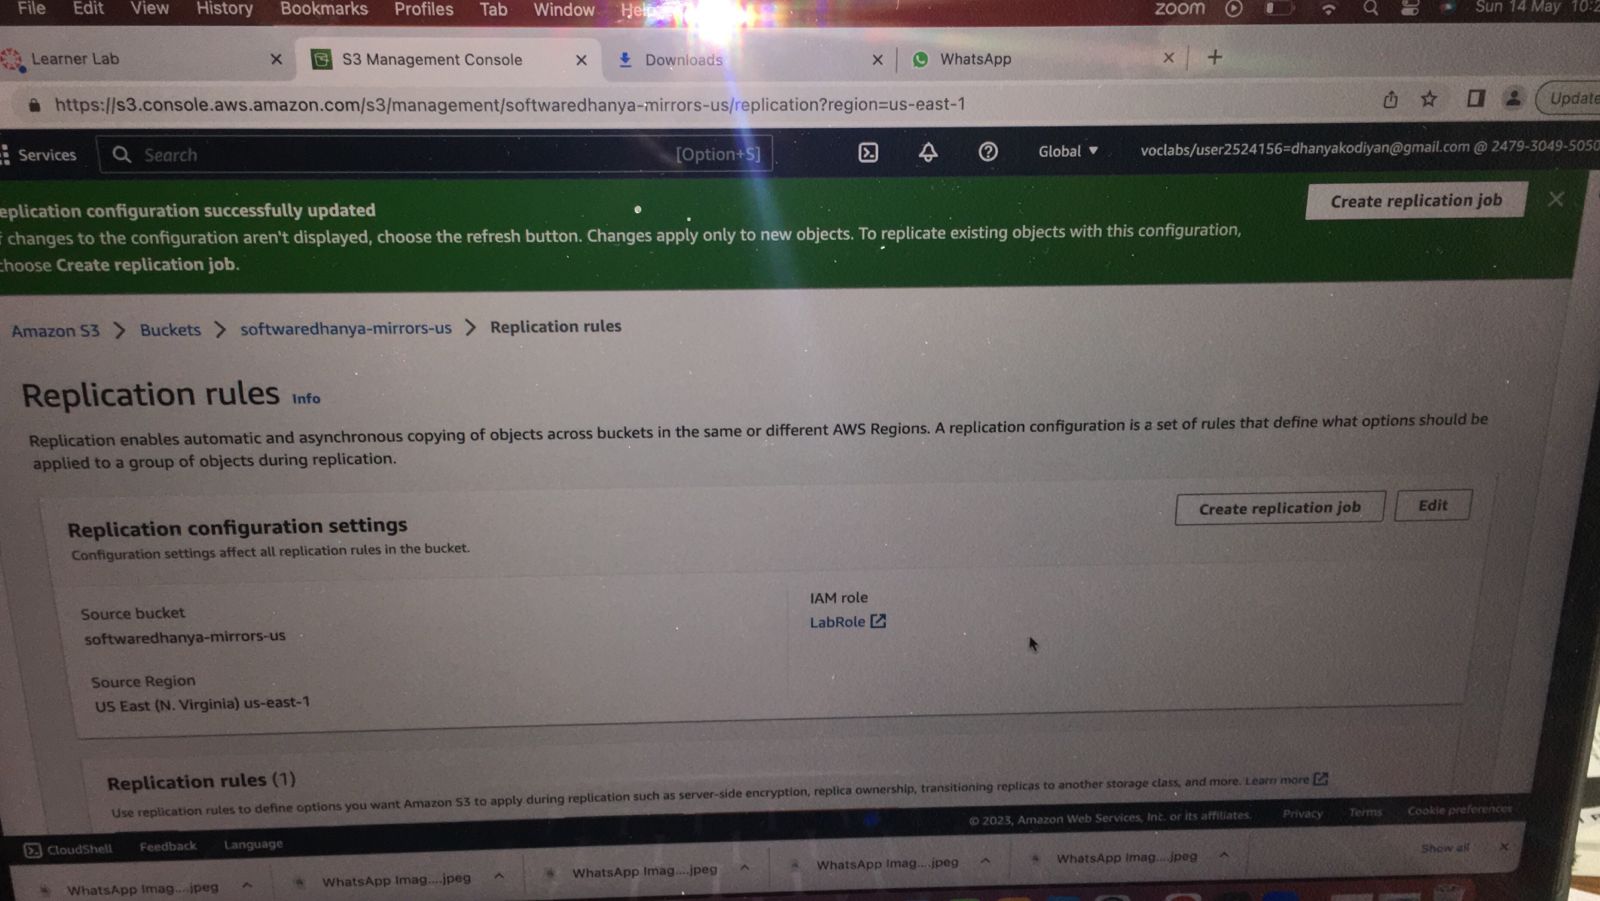 File Edit View History Bookmarks Profiles Tab Window Help zoom Sun 14 May 10:2
Learner Lab S3 Management Console Downloads WhatsApp
https://s3.console.aws.amazon.com/s3/management/softwaredhanya-mirrors-us/replication?region=us-east-1 Update
Services Search [Option+S] Global voclabs/user2524156=dhanyakodiyan@gmail.com @ 2479-3049-5050
eplication configuration successfully updated Create replication job
changes to the configuration aren't displayed, choose the refresh button. Changes apply only to new objects. To replicate existing objects with this configuration,
choose Create replication job.
Amazon S3 > Buckets > softwaredhanya-mirrors-us > Replication rules
Replication rules Info
Replication enables automatic and asynchronous copying of objects across buckets in the same or different AWS Regions. A replication configuration is a set of rules that define what options should be
applied to a group of objects during replication.
Replication configuration settings Create replication job Edit
Configuration settings affect all replication rules in the bucket.
Source bucket IAM role
softwaredhanya-mirrors-us LabRole
Source Region
US East (N. Virginia) us-east-1
Replication rules (1)
Use replication rules to define options you want Amazon S3 to apply during replication such as server-side encryption, replica ownership, transitioning replicas to another storage class, and more. Learn more
© 2023, Amazon Web Services, Inc. or its affiliates. Privacy Terms Cookie preferences
CloudShell Feedback Language
WhatsApp Imag....jpeg WhatsApp Imag....jpeg WhatsApp Imag....jpeg WhatsApp Imag....jpeg WhatsApp Imag....jpeg Show all